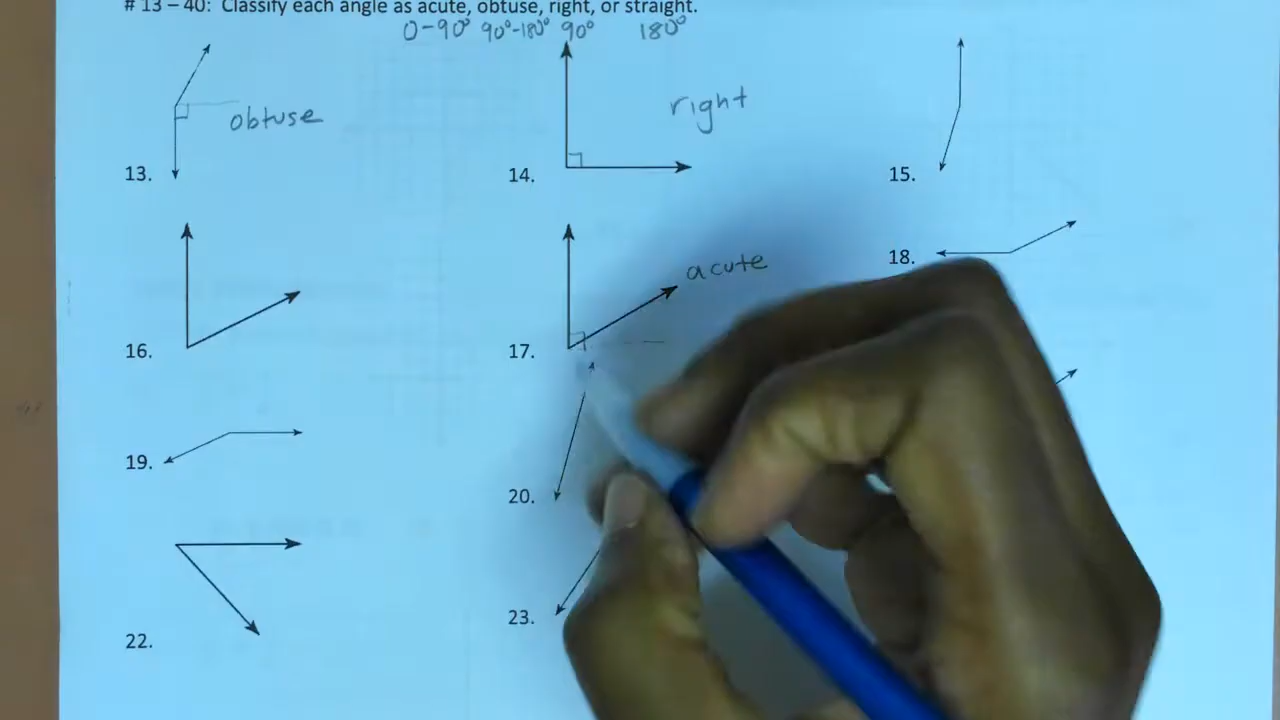 # 13 – 40: Classify each angle as acute, obtuse, right, or straight.
0-90° 90°-180° 90° 180°
obtuse
right
13.
14.
15.
acute
18.
16.
17.
19.
20.
22.
23.